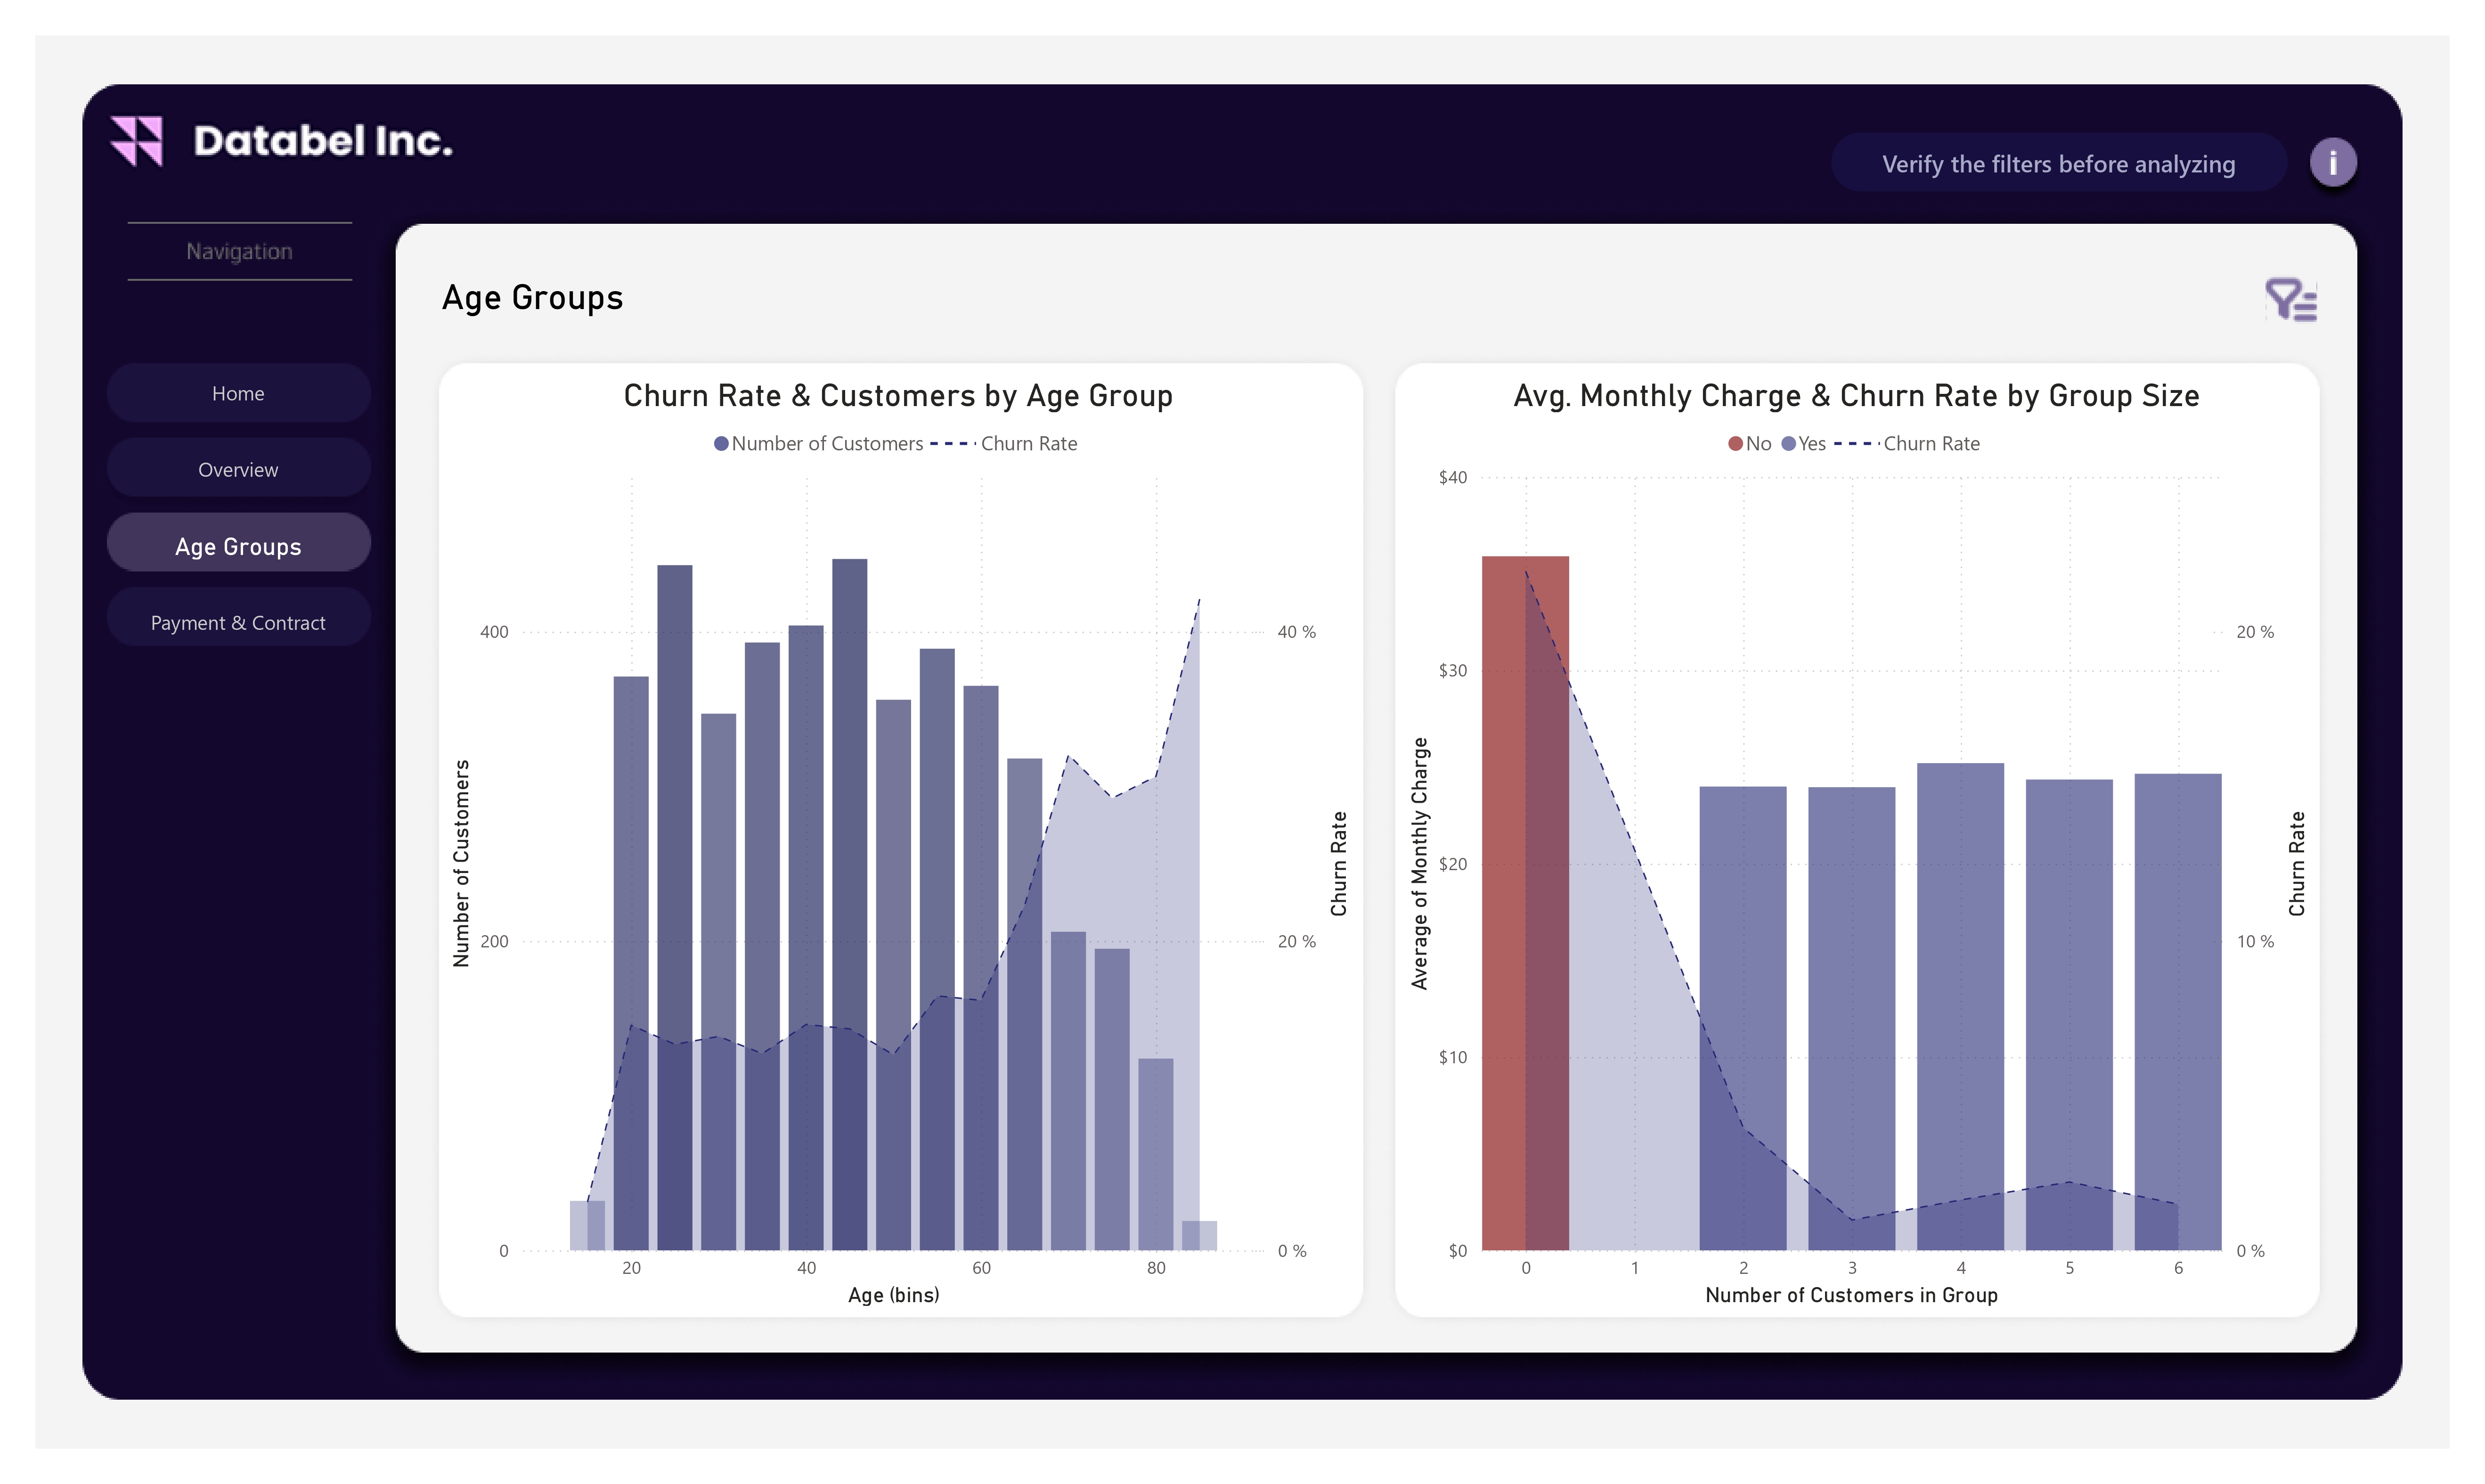 Databel Inc.
Verify the filters before analyzing
i
Navigation
Home
Overview
Age Groups
Payment & Contract
Age Groups
Churn Rate & Customers by Age Group
Number of Customers Churn Rate
Number of Customers
400
200
0
40 %
20 %
0 %
Churn Rate
20 40 60 80
Age (bins)
Avg. Monthly Charge & Churn Rate by Group Size
No Yes Churn Rate
Average of Monthly Charge
$40
$30
$20
$10
$0
20 %
10 %
0 %
Churn Rate
0 1 2 3 4 5 6
Number of Customers in Group